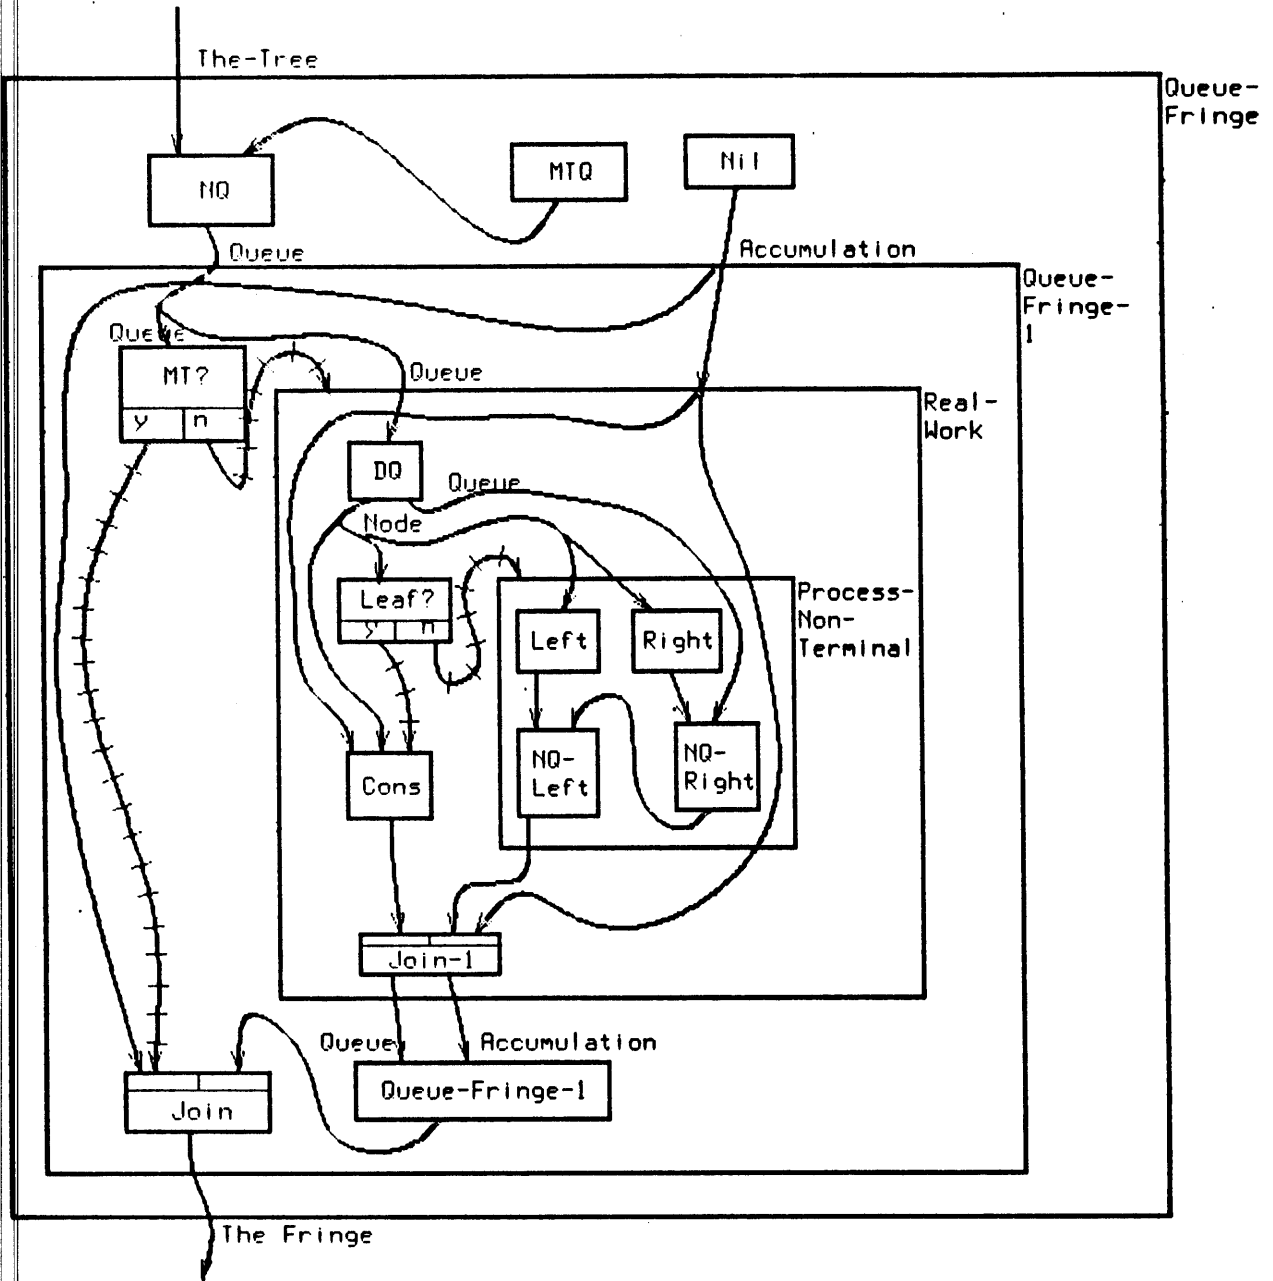 The-Tree
Queue-
Fringe
NQ
MTQ
Nil
Queue
Accumulation
Queue-
Fringe-
1
Queue
MT?
y n
Queue
Real-
Work
DQ
Queue
Node
Leaf?
y n
Process-
Non-
Terminal
Left
Right
NQ-
Left
NQ-
Right
Cons
Join-1
Queue
Accumulation
Queue-Fringe-1
Join
The Fringe